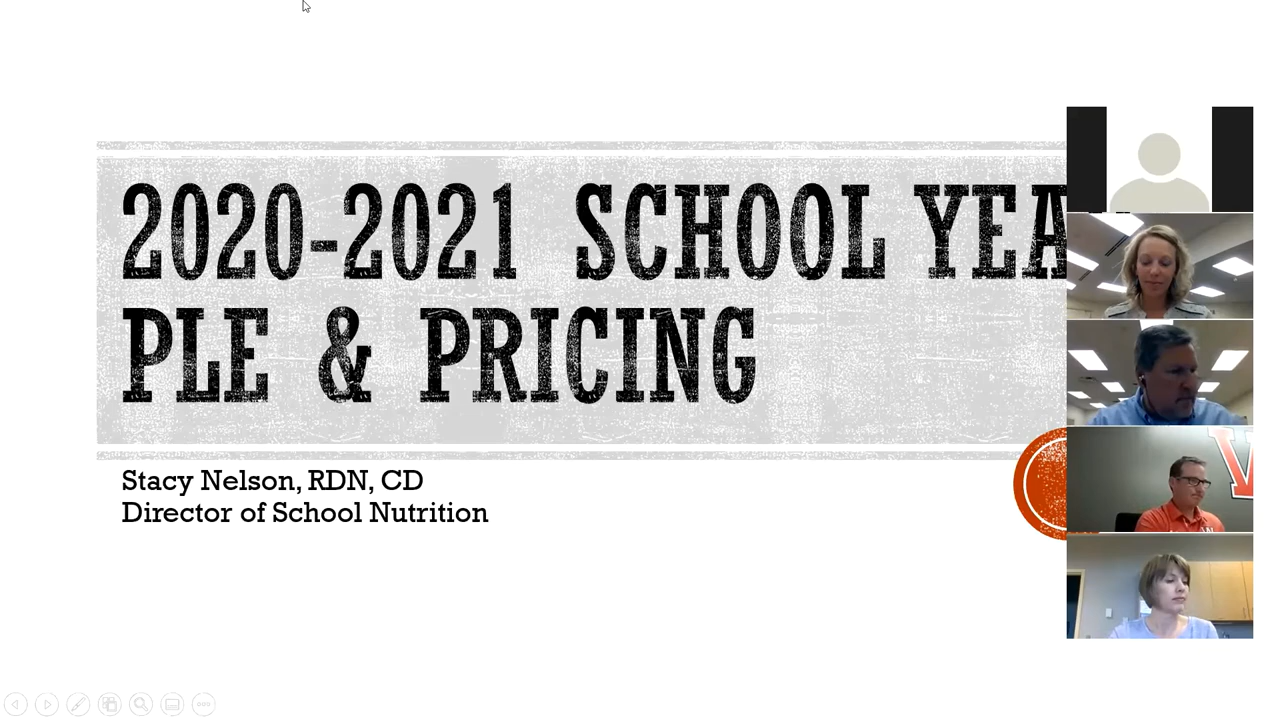 2020-2021 SCHOOL YEA
PLE & PRICING
Stacy Nelson, RDN, CD
Director of School Nutrition